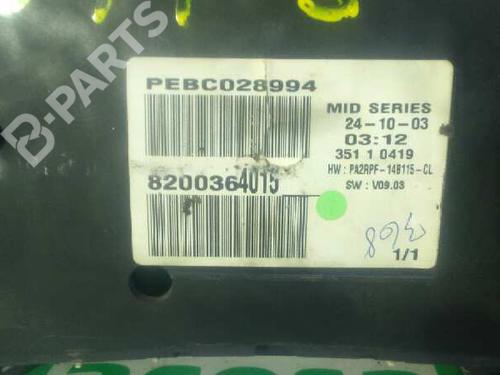 B-PARTS
PEBC028994
8200364015
MID SERIES
24-10-03
03:12
351 1 0419
HW : PA2RPF-14B115-CL
SW : V09.03
1/1